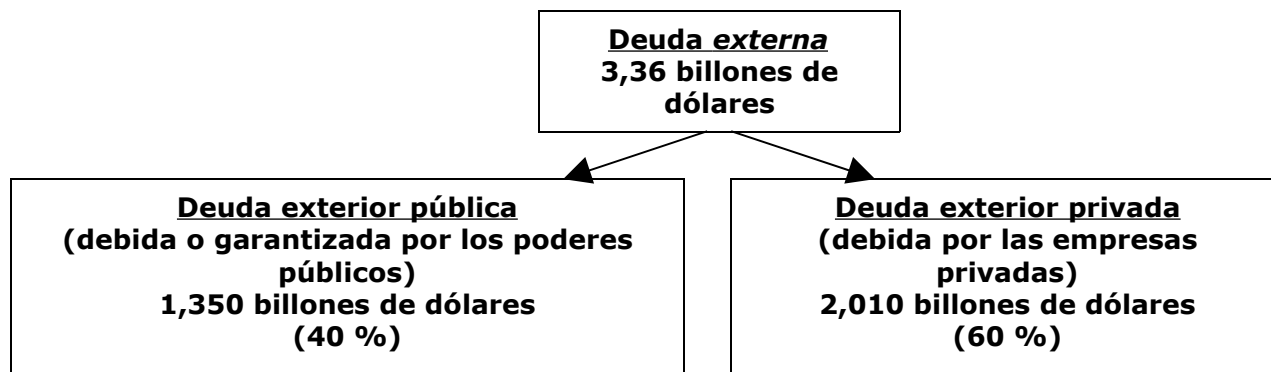 Deuda externa
3,36 billones de
dólares
Deuda exterior pública
(debida o garantizada por los poderes
públicos)
1,350 billones de dólares
(40 %)
Deuda exterior privada
(debida por las empresas
privadas)
2,010 billones de dólares
(60 %)